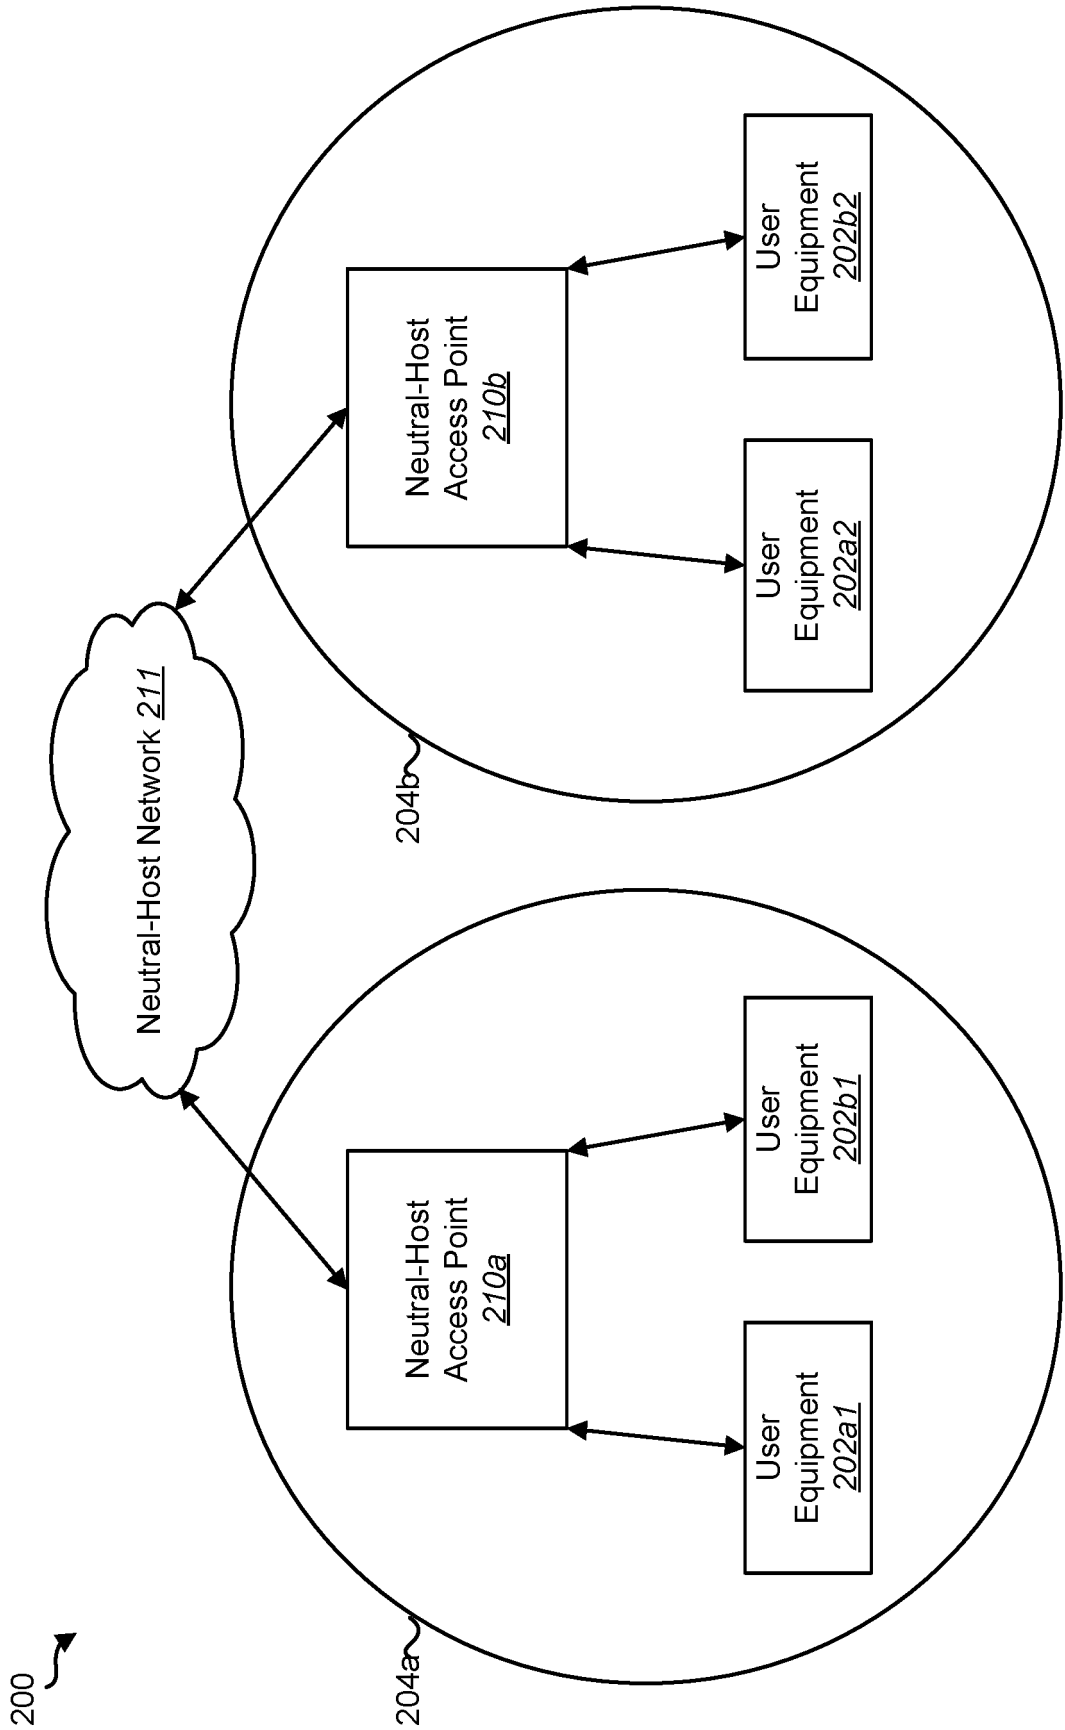 200
Neutral-Host Network 211
204a
Neutral-Host
Access Point
210a
User
Equipment
202a1
User
Equipment
202b1
204b
Neutral-Host
Access Point
210b
User
Equipment
202a2
User
Equipment
202b2